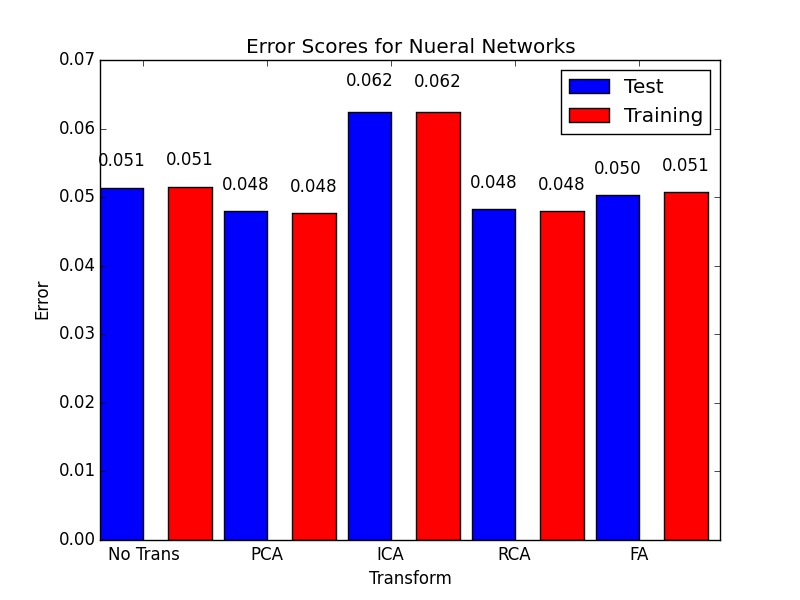 Error Scores for Nueral Networks
Test
Training
0.07
0.06
0.05
0.04
0.03
0.02
0.01
0.00
Error
0.051
0.051
0.048
0.048
0.062
0.062
0.048
0.048
0.050
0.051
No Trans
PCA
ICA
RCA
FA
Transform